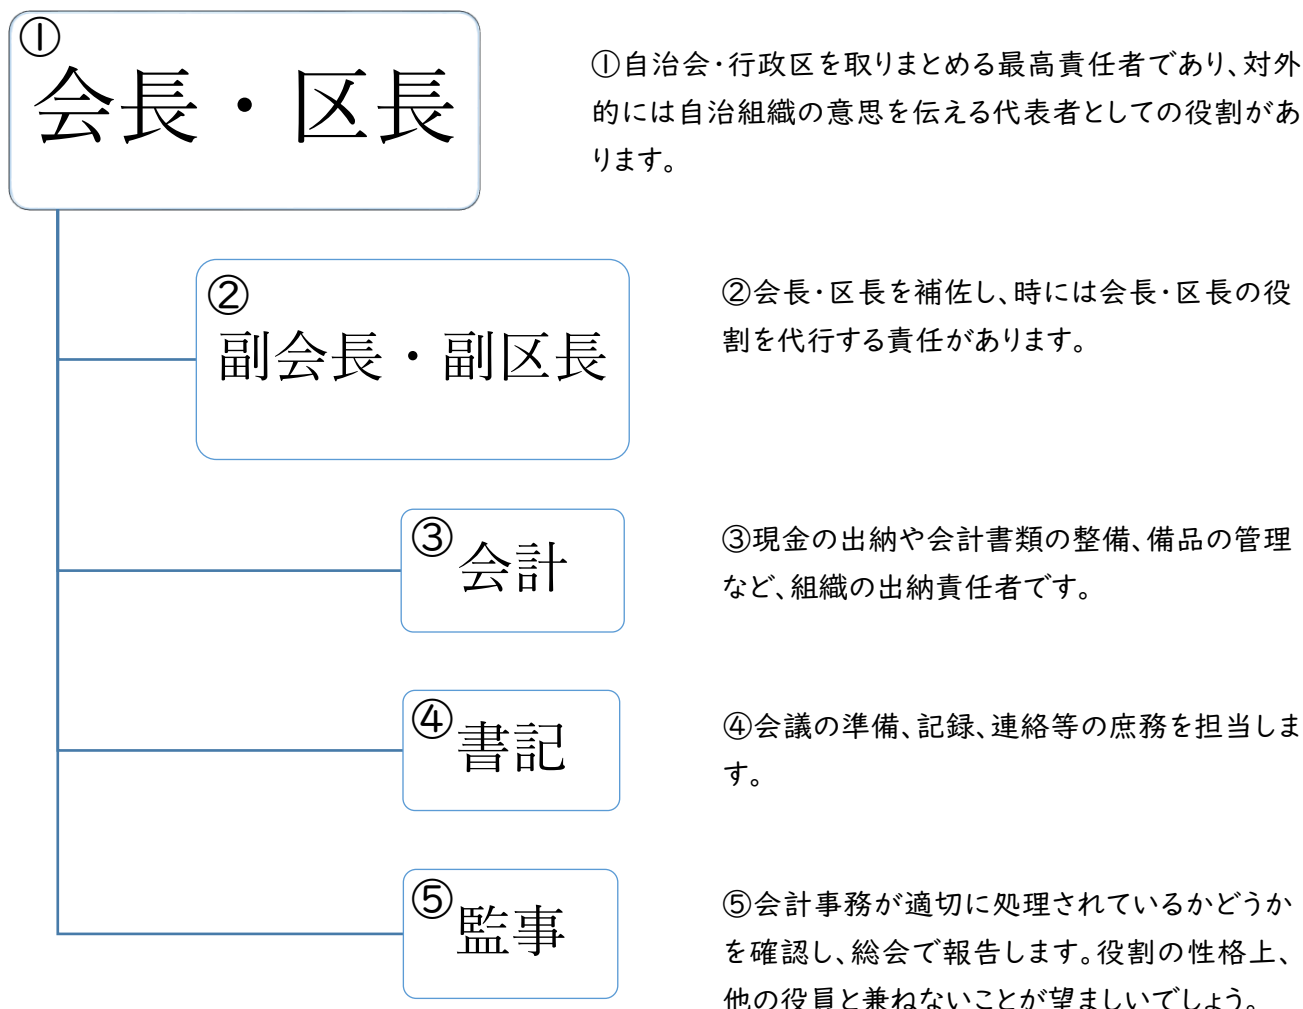 ①
会長・区長
①自治会・行政区を取りまとめる最高責任者であり、対外
的には自治組織の意思を伝える代表者としての役割があ
ります。
②
副会長・副区長
②会長・区長を補佐し、時には会長・区長の役
割を代行する責任があります。
③
会計
③現金の出納や会計書類の整備、備品の管理
など、組織の出納責任者です。
④
書記
④会議の準備、記録、連絡等の庶務を担当しま
す。
⑤
監事
⑤会計事務が適切に処理されているかどうか
を確認し、総会で報告します。役割の性格上、
他の役員と兼ねないことが望ましいでしょう。